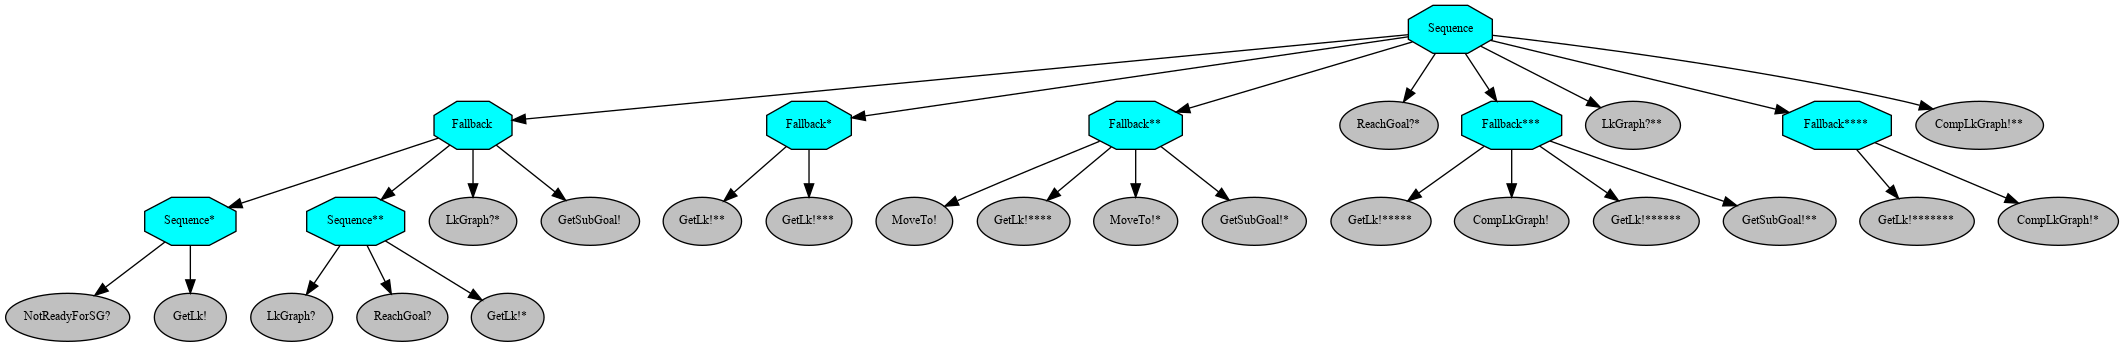 Sequence
Fallback
Fallback*
Fallback**
ReachGoal?*
Fallback***
LkGraph?**
Fallback****
CompLkGraph!**
Sequence*
Sequence**
LkGraph?*
GetSubGoal!
GetLk!**
GetLk!***
MoveTo!
GetLk!****
MoveTo!*
GetSubGoal!*
GetLk!*****
CompLkGraph!
GetLk!******
GetSubGoal!**
GetLk!*******
CompLkGraph!*
NotReadyForSG?
GetLk!
LkGraph?
ReachGoal?
GetLk!*